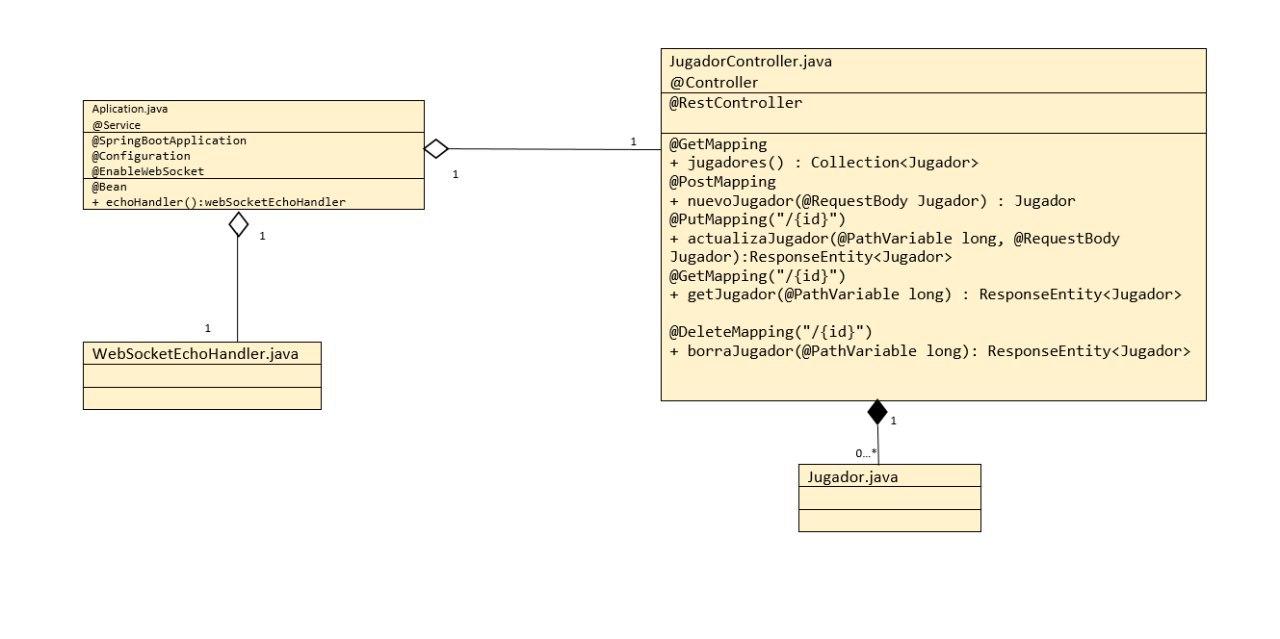 Aplication.java
@Service
@SpringBootApplication
@Configuration
@EnableWebSocket
@Bean
+ echoHandler():webSocketEchoHandler
1
1
1
1
WebSocketEchoHandler.java
JugadorController.java
@Controller
@RestController
@GetMapping
+ jugadores() : Collection<Jugador>
@PostMapping
+ nuevoJugador(@RequestBody Jugador) : Jugador
@PutMapping("/{id}")
+ actualizaJugador(@PathVariable long, @RequestBody
Jugador):ResponseEntity<Jugador>
@GetMapping("/{id}")
+ getJugador(@PathVariable long) : ResponseEntity<Jugador>
@DeleteMapping("/{id}")
+ borraJugador(@PathVariable long): ResponseEntity<Jugador>
1
0...*
Jugador.java